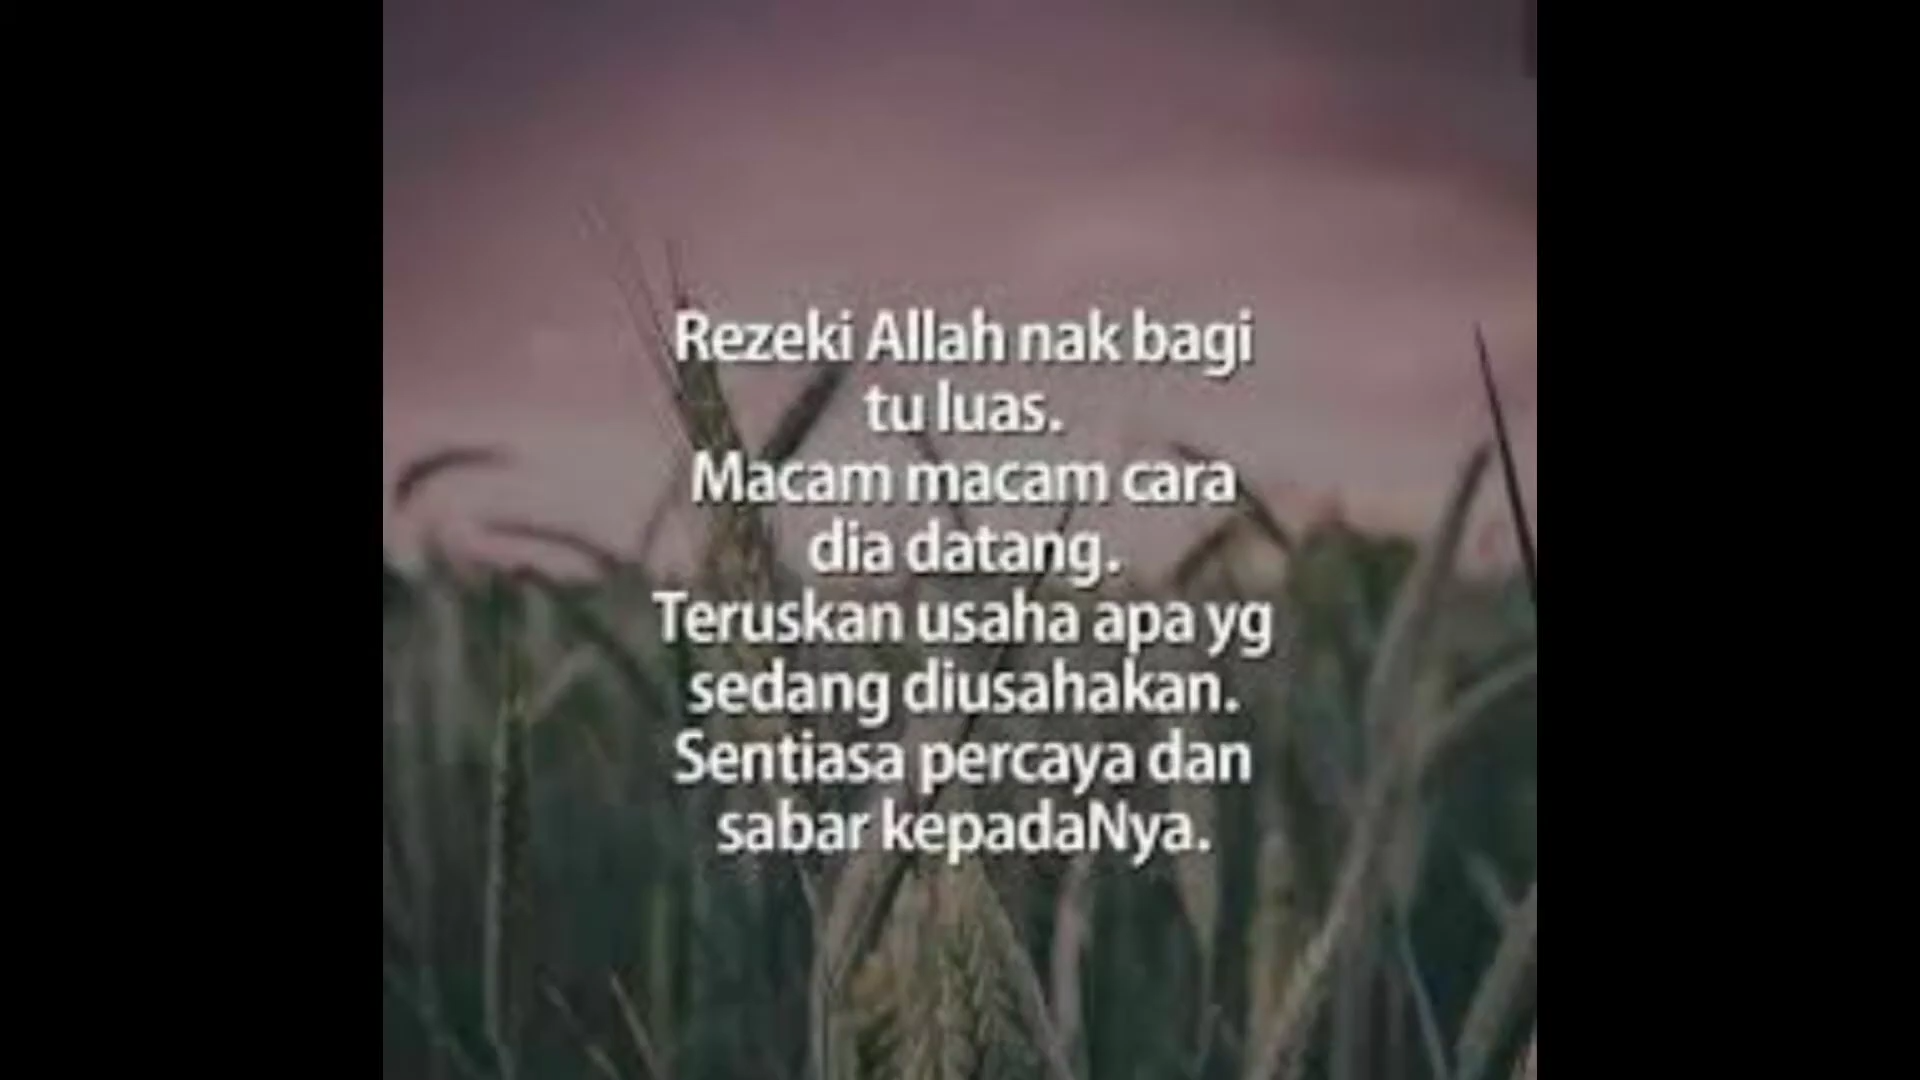 Rezeki Allah nak bagi
tu luas.
Macam macam cara
dia datang.
Teruskan usaha apa yg
sedang diusahakan.
Sentiasa percaya dan
sabar kepadaNya.